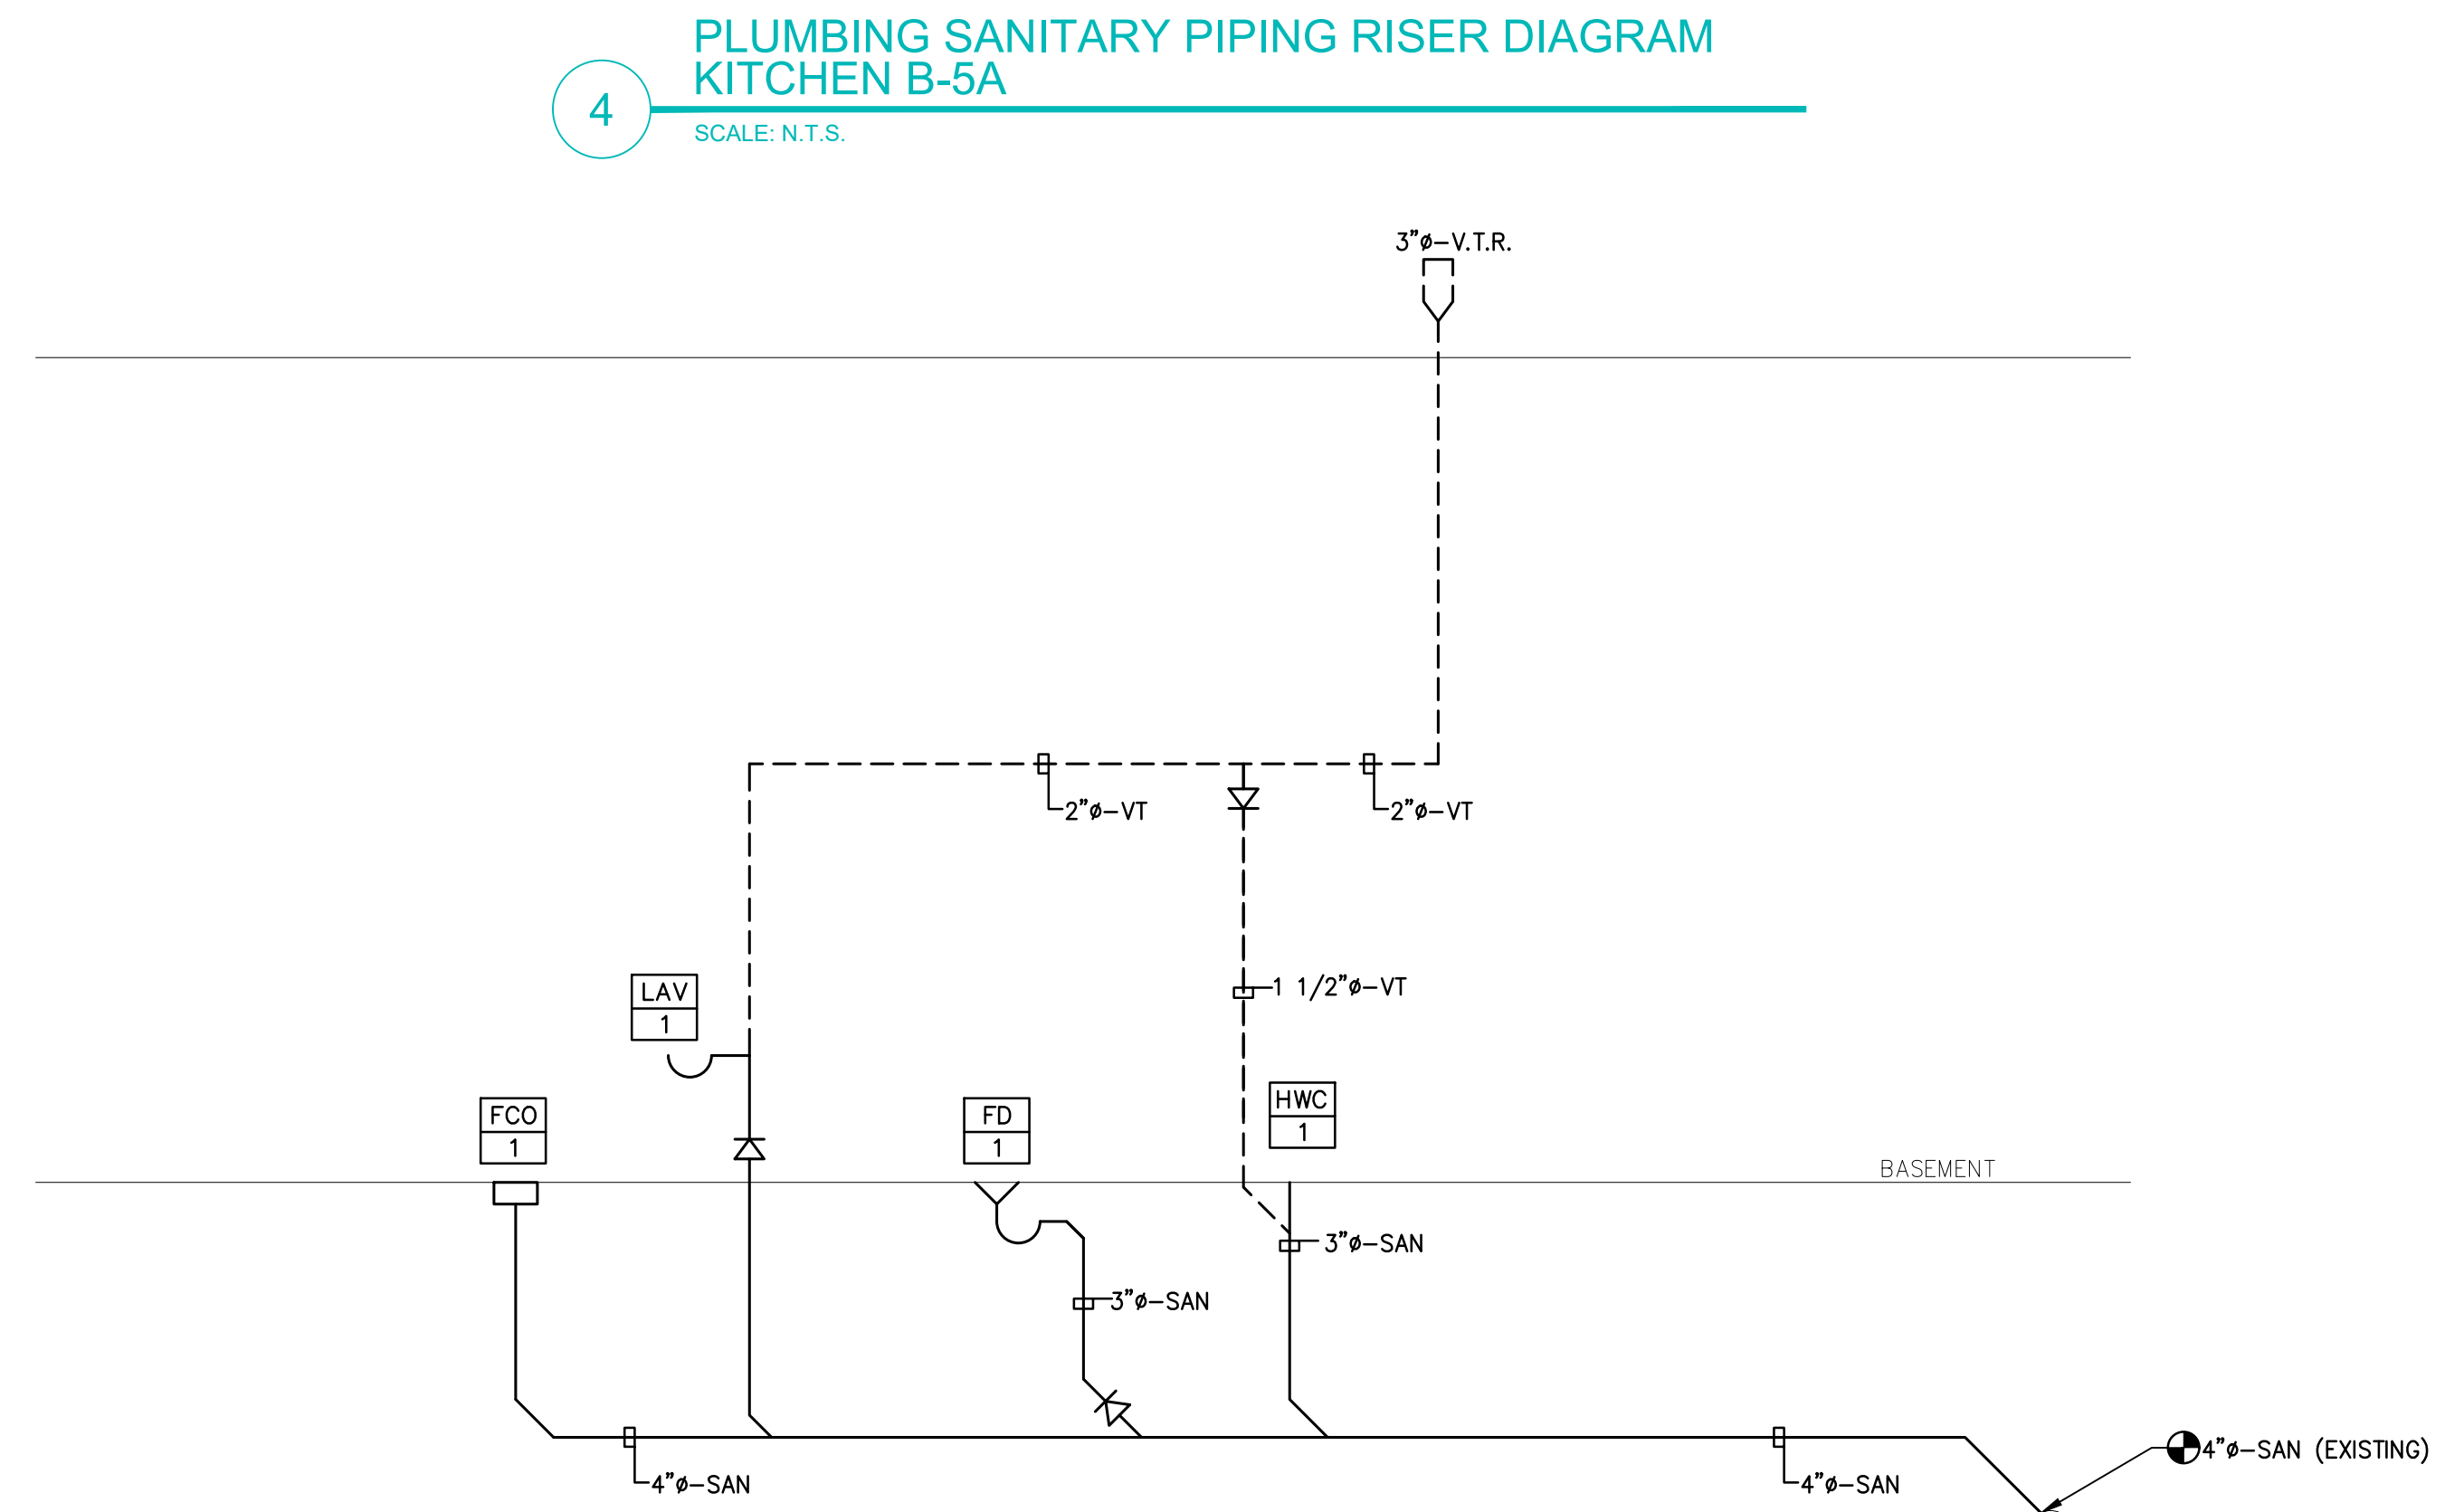 PLUMBING SANITARY PIPING RISER DIAGRAM
KITCHEN B-5A
4
SCALE: N.T.S.
3"ø-V.T.R.
2"ø-VT
2"ø-VT
LAV
1
1 1/2"ø-VT
FCO
1
FD
1
HWC
1
BASEMENT
3"ø-SAN
3"ø-SAN
4"ø-SAN (EXISTING)
4"ø-SAN
4"ø-SAN